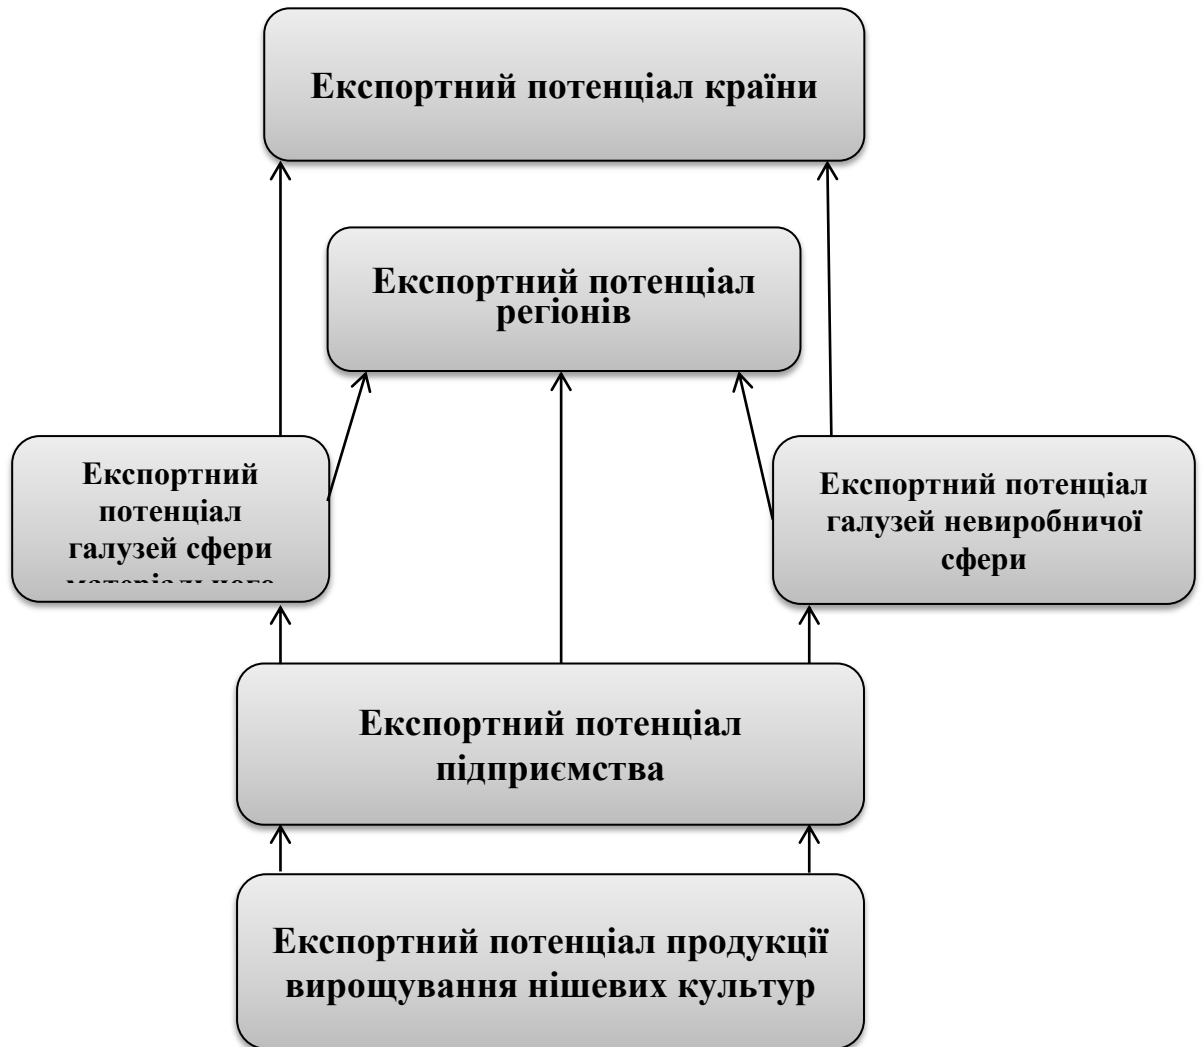 Експортний потенціал країни
Експортний потенціал
регіонів
Експортний
потенціал
галузей сфери
матеріального
Експортний потенціал
галузей невиробничої
сфери
Експортний потенціал
підприємства
Експортний потенціал продукції
вирощування нішевих культур